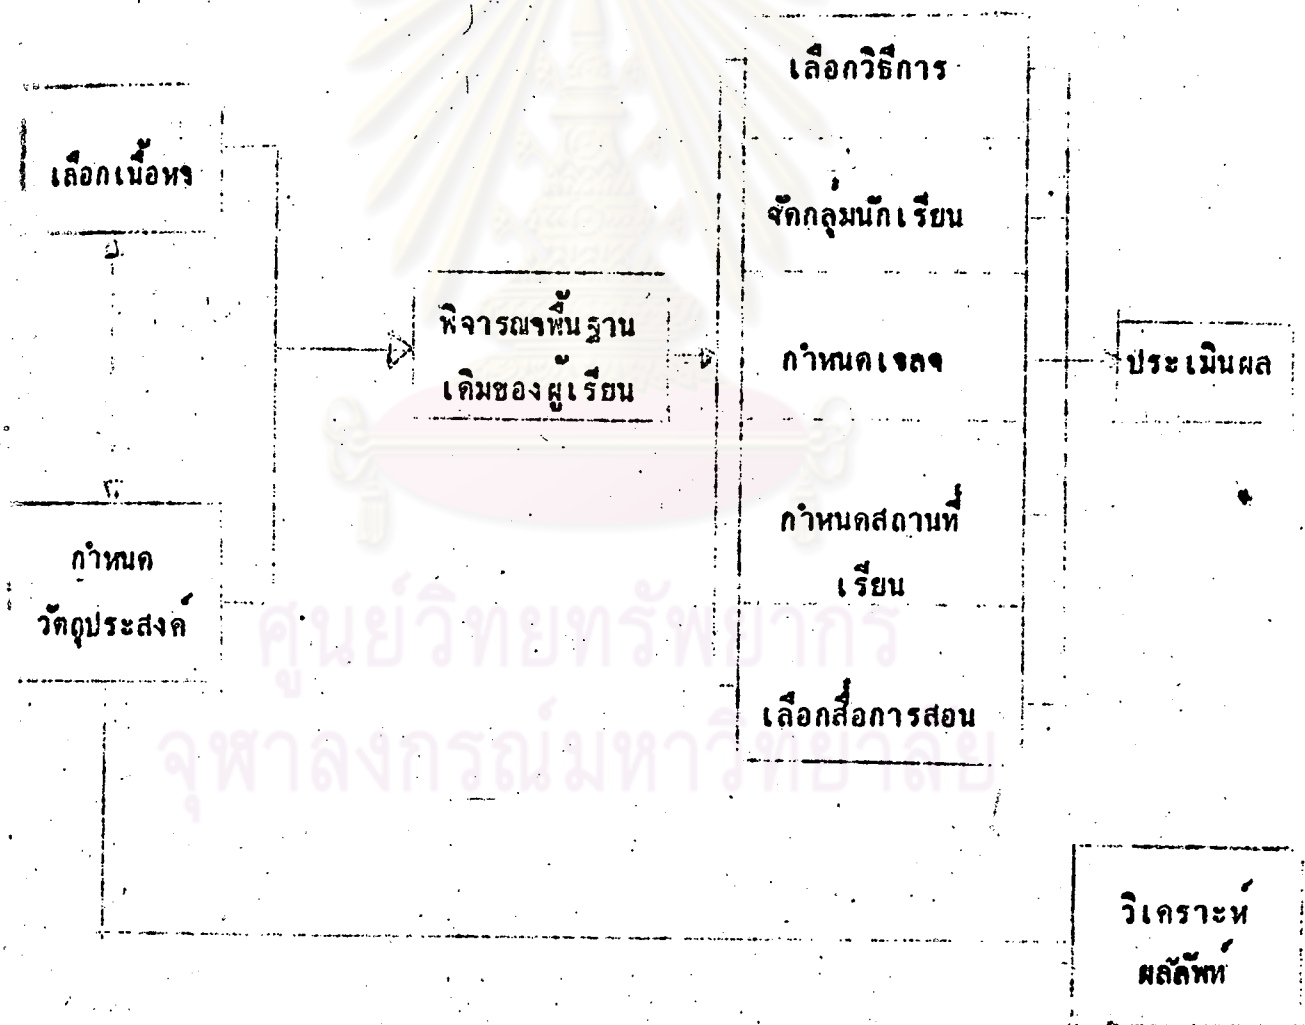 เลือกเนื้อหา
กำหนด
วัตถุประสงค์
พิจารณาพื้นฐาน
เดิมของผู้เรียน
เลือกวิธีการ
จัดกลุ่มนักเรียน
กำหนดเวลา
กำหนดสถานที่
เรียน
เลือกสื่อการสอน
ประเมินผล
วิเคราะห์
ผลลัพท์
ศูนย์วิทยทรัพยากร
จุฬาลงกรณ์มหาวิทยาลัย